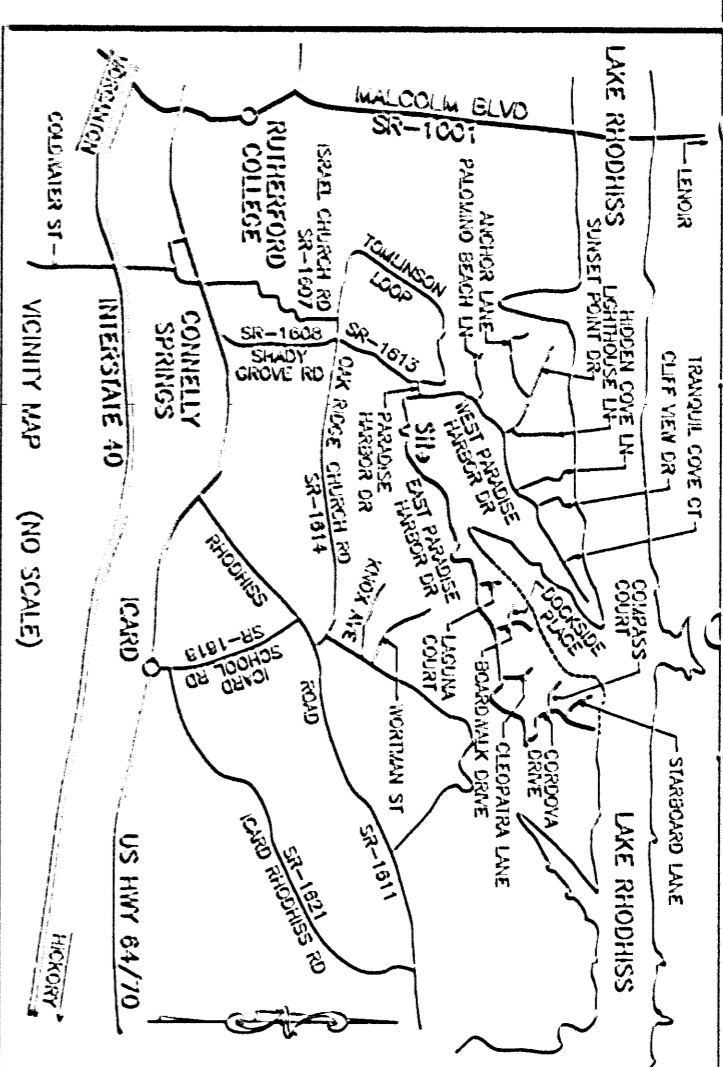 LAKE RHODHISS
LENOIR
MALCOLM BLVD
SR-1001
SUNSET POINT DR
LIGHTHOUSE LN
HIDDEN COVE LN
CLIFF VIEW DR
TRANQUIL COVE CT
ANCHOR LANE
PALOMINO BEACH LN
COMPASS
COURT
STARBOARD LANE
LAKE RHODHISS
RUTHERFORD
COLLEGE
ISRAEL CHURCH RD
SR-1607
TOMLINSON
LOOP
SR-1613
WEST PARADISE
HARBOR DR
DOCKSIDE
PLACE
PARADISE
HARBOR DR
EAST PARADISE
HARBOR DR
LAGUNA
COURT
BOARDWALK DRIVE
CLEOPATRA LANE
CORDOVA
DRIVE
MORGANTON
COLDWATER ST
SR-1608
SHADY
GROVE RD
OAK RIDGE CHURCH RD
SR-1614
KNOX AVE
WORTMAN ST
CONNELLY
SPRINGS
RHODHISS
ROAD
SR-1611
ICARD
SCHOOL RD
SR-1619
ICARD
SR-1621
ICARD RHODHISS RD
INTERSTATE 40
US HWY 64/70
HICKORY
VICINITY MAP
(NO SCALE)